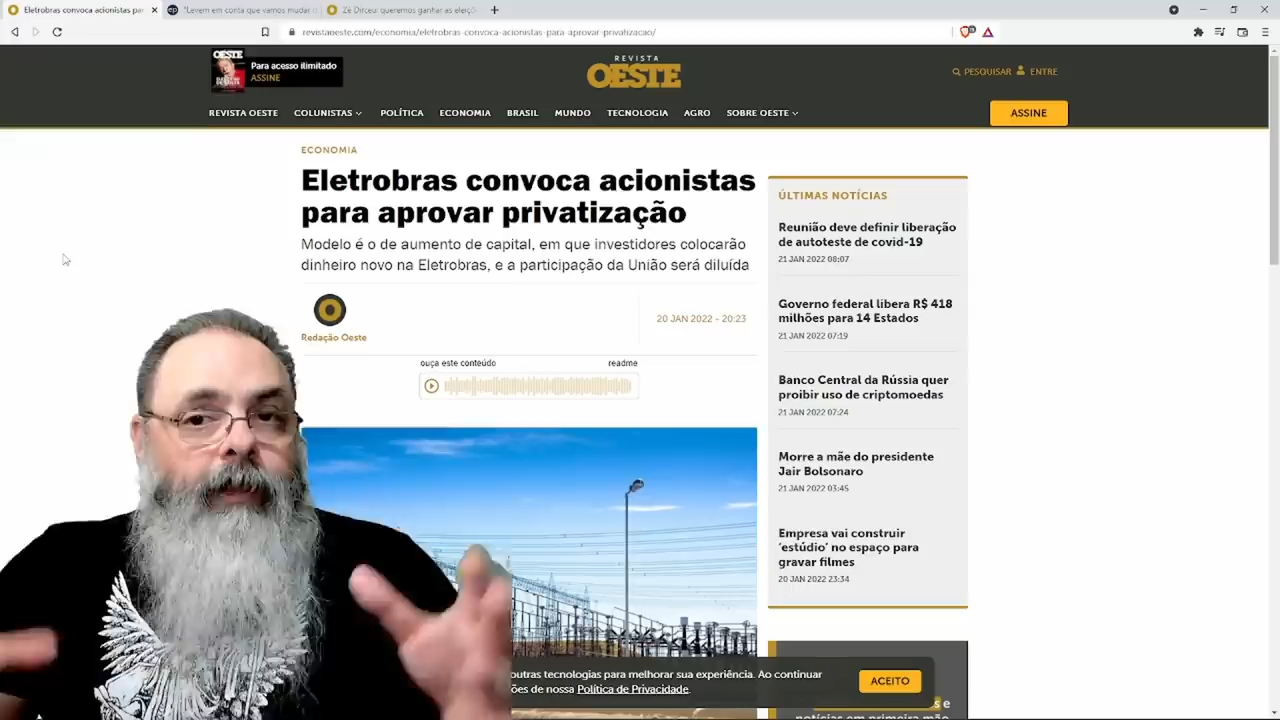 Eletrobras convoca acionistas pa
"Levem em conta que vamos mudar o
Zé Dirceu: queremos ganhar as eleiçõ
revistaoeste.com/economia/eletrobras-convoca-acionistas-para-aprovar-privatizacao/
OESTE
Para acesso ilimitado
ASSINE
REVISTA
OESTE
PESQUISAR
ENTRE
REVISTA OESTE
COLUNISTAS
POLÍTICA
ECONOMIA
BRASIL
MUNDO
TECNOLOGIA
AGRO
SOBRE OESTE
ASSINE
ECONOMIA
Eletrobras convoca acionistas
para aprovar privatização
Modelo é o de aumento de capital, em que investidores colocarão
dinheiro novo na Eletrobras, e a participação da União será diluída
Redação Oeste
20 JAN 2022 - 20:23
ouça este conteúdo
readme
ÚLTIMAS NOTÍCIAS
Reunião deve definir liberação
de autoteste de covid-19
21 JAN 2022 08:07
Governo federal libera R$ 418
milhões para 14 Estados
21 JAN 2022 07:19
Banco Central da Rússia quer
proibir uso de criptomoedas
21 JAN 2022 07:24
Morre a mãe do presidente
Jair Bolsonaro
21 JAN 2022 03:45
Empresa vai construir
'estúdio' no espaço para
gravar filmes
20 JAN 2022 23:34
outras tecnologias para melhorar sua experiência. Ao continuar
ões de nossa Política de Privacidade.
ACEITO
s e
notícias em primeira mão